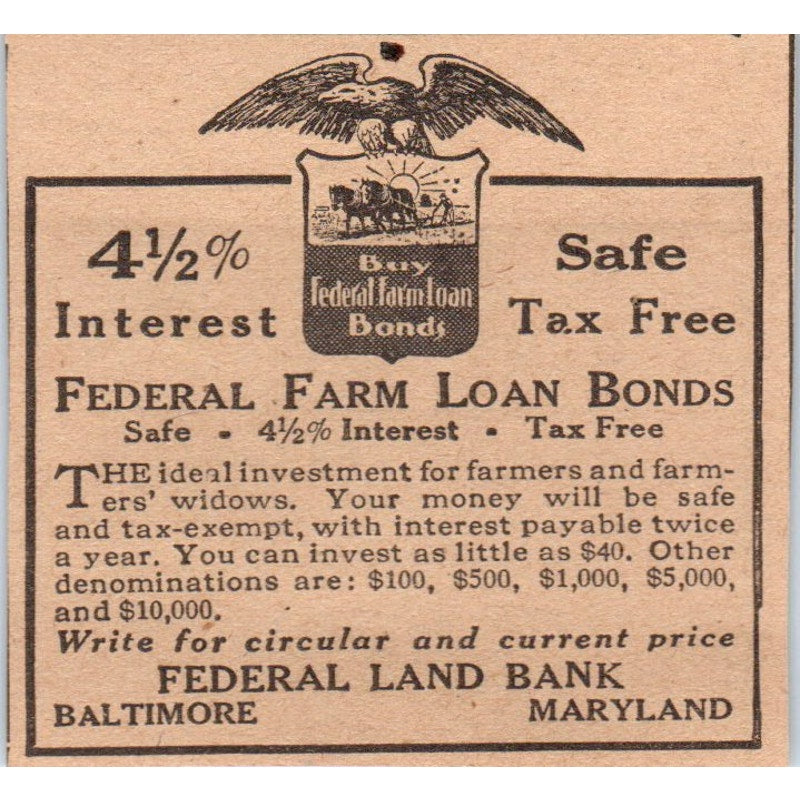 4½%
Interest
Buy
Federal Farm Loan
Bonds
Safe
Tax Free
FEDERAL FARM LOAN BONDS
Safe - 4½% Interest - Tax Free
THE ideal investment for farmers and farm-
ers' widows. Your money will be safe
and tax-exempt, with interest payable twice
a year. You can invest as little as $40. Other
denominations are: $100, $500, $1,000, $5,000,
and $10,000.
Write for circular and current price
FEDERAL LAND BANK
BALTIMORE MARYLAND